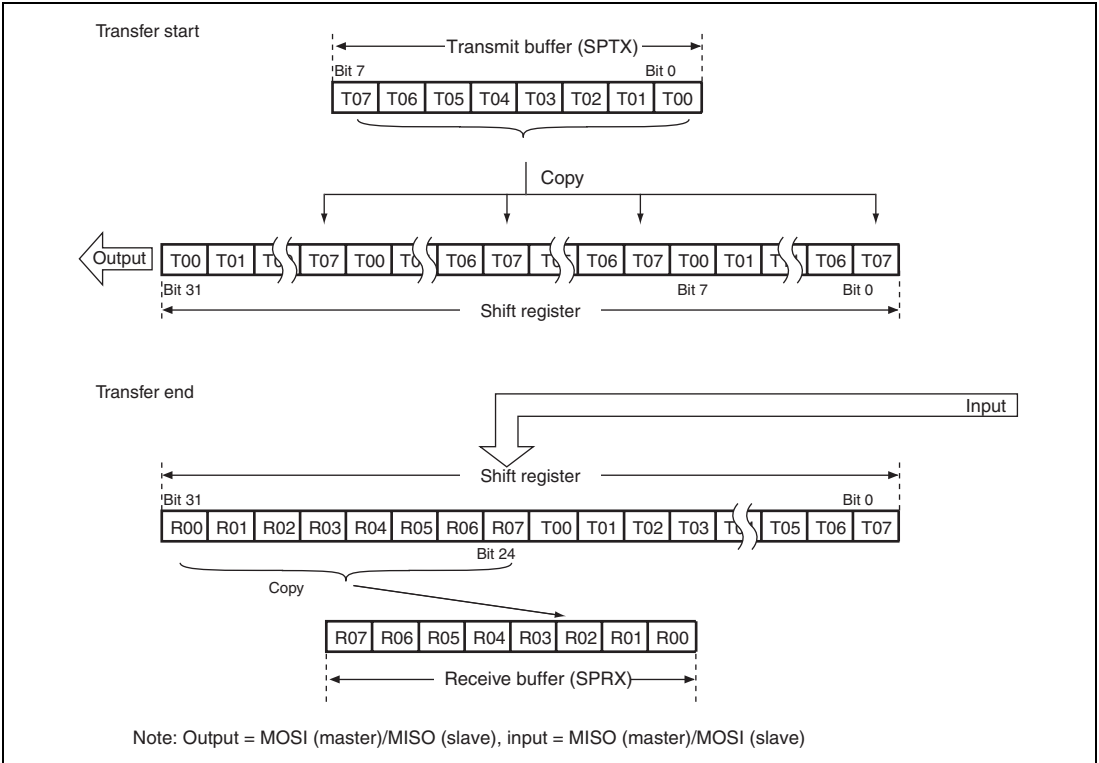 Transfer start
Transmit buffer (SPTX)
Bit 7 Bit 0
T07 T06 T05 T04 T03 T02 T01 T00
Copy
Output T00 T01 T07 T00 T06 T07 T06 T07 T00 T01 T06 T07
Bit 31 Bit 7 Bit 0
Shift register
Transfer end
Input
Shift register
Bit 31 Bit 0
R00 R01 R02 R03 R04 R05 R06 R07 T00 T01 T02 T03 T05 T06 T07
Bit 24
Copy
R07 R06 R05 R04 R03 R02 R01 R00
Receive buffer (SPRX)
Note: Output = MOSI (master)/MISO (slave), input = MISO (master)/MOSI (slave)